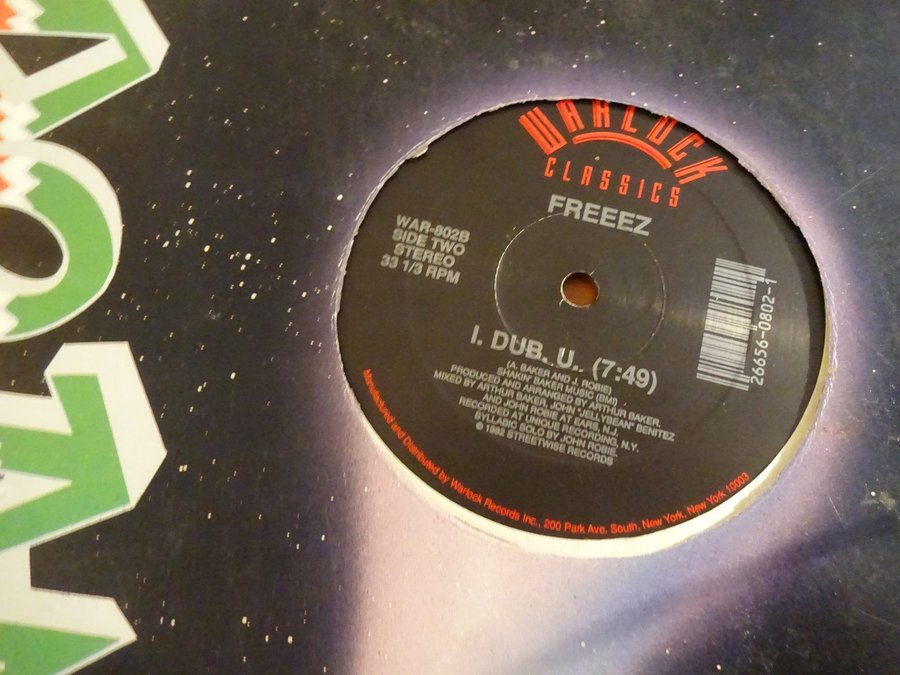 WARLOCK
CLASSICS
FREEEZ
WAR-802B
SIDE TWO
STEREO
33 1/3 RPM
I. DUB. U. (7:49)
(A. BAKER AND J. ROBIE)
SHAKIN' BAKER MUSIC (BMI)
PRODUCED AND ARRANGED BY ARTHUR BAKER.
MIXED BY ARTHUR BAKER, JOHN "JELLYBEAN" BENITEZ
AND JOHN ROBIE AT EARS, N.J.
RECORDED AT UNIQUE RECORDING, N.Y.
SYLLABIC SOLO BY JOHN ROBIE.
© 1982 STREETWISE RECORDS
26656-0802-1
Manufactured and Distributed by Warlock Records Inc., 200 Park Ave. South, New York, New York 10003